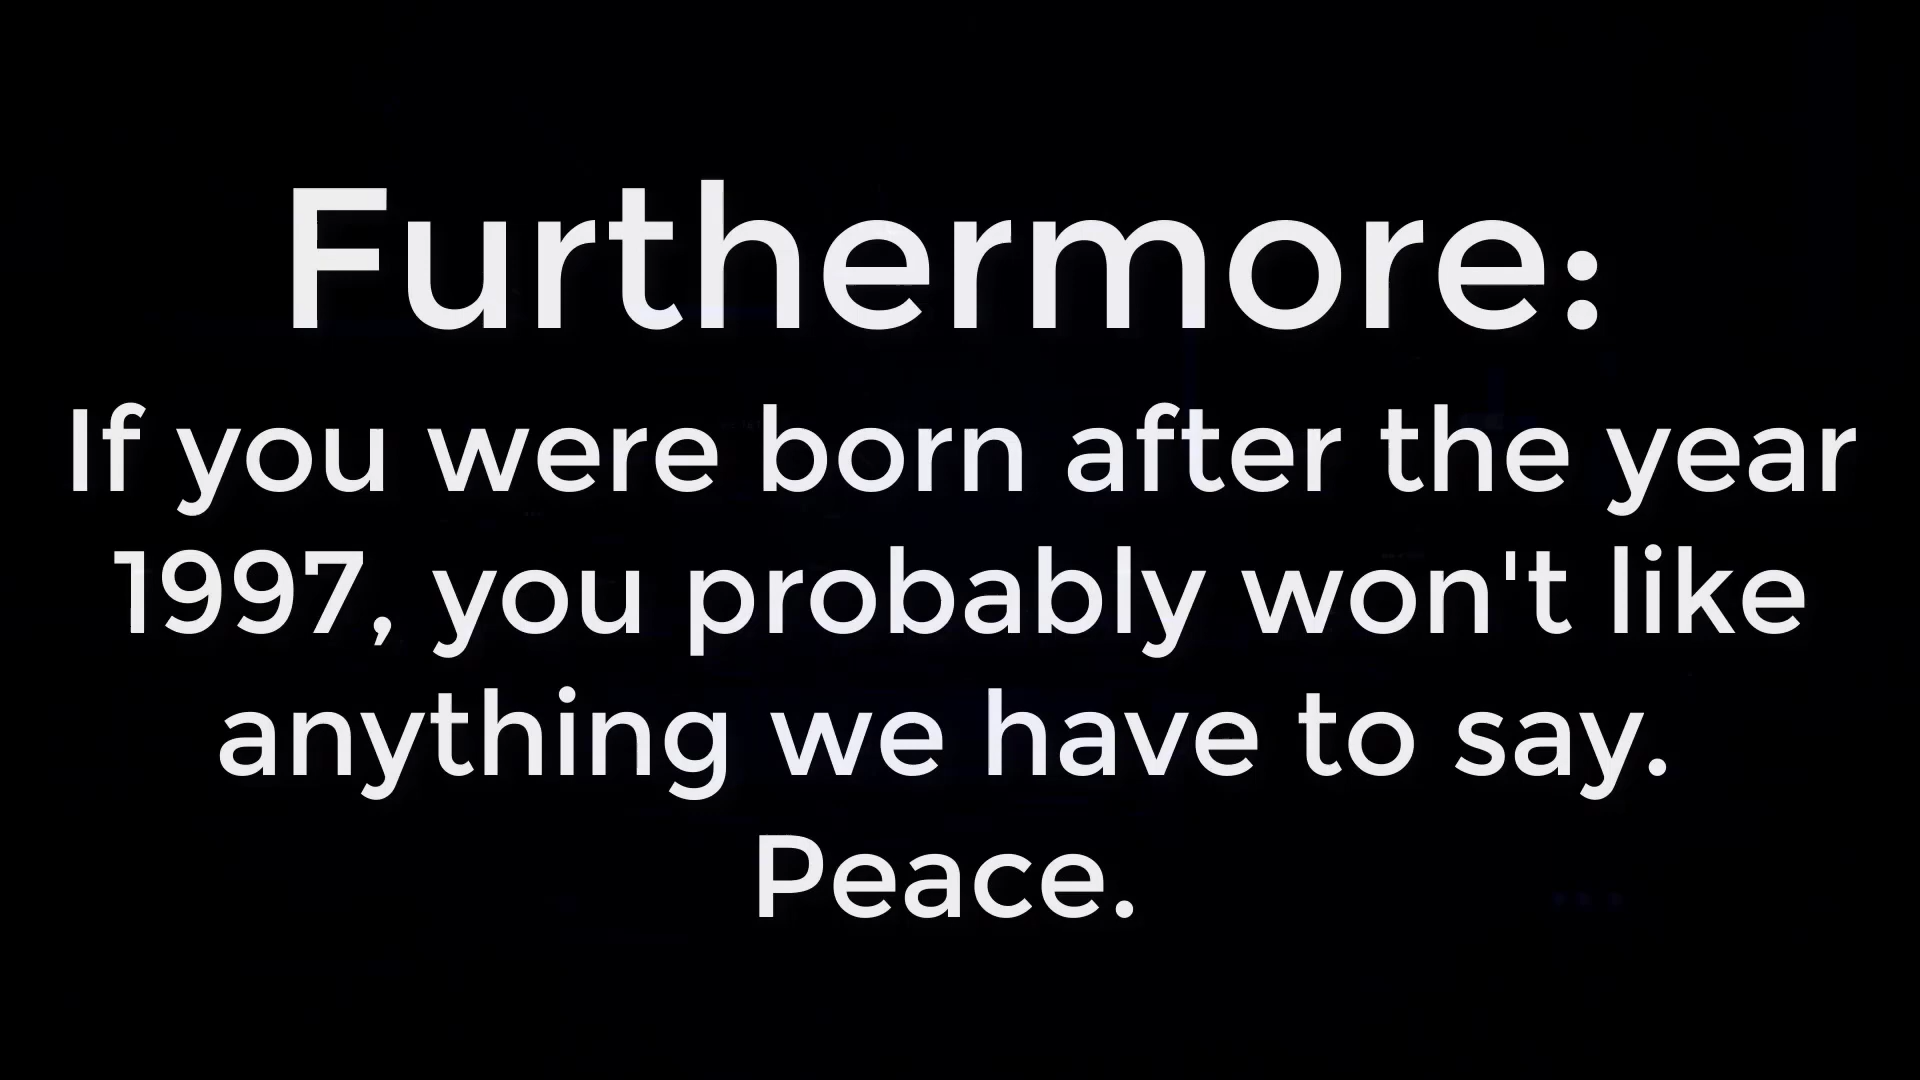 Furthermore:
If you were born after the year
1997, you probably won't like
anything we have to say.
Peace.